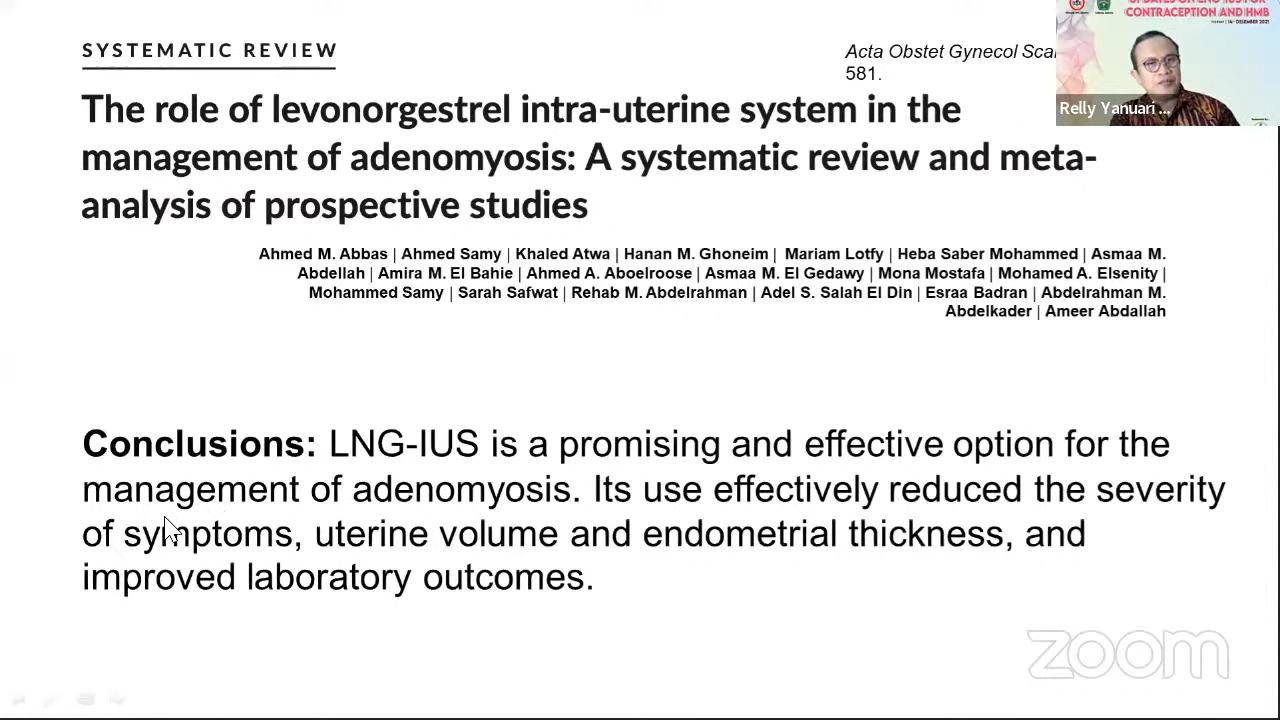 SYSTEMATIC REVIEW
Acta Obstet Gynecol
581.
CONTRACEPTION AND HMB
Relly Yanuari ...
The role of levonorgestrel intra-uterine system in the
management of adenomyosis: A systematic review and meta-
analysis of prospective studies
Ahmed M. Abbas | Ahmed Samy | Khaled Atwa | Hanan M. Ghoneim | Mariam Lotfy | Heba Saber Mohammed | Asmaa M.
Abdellah | Amira M. El Bahie | Ahmed A. Aboelroose | Asmaa M. El Gedawy | Mona Mostafa | Mohamed A. Elsenity |
Mohammed Samy | Sarah Safwat | Rehab M. Abdelrahman | Adel S. Salah El Din | Esraa Badran | Abdelrahman M.
Abdelkader | Ameer Abdallah
Conclusions: LNG-IUS is a promising and effective option for the
management of adenomyosis. Its use effectively reduced the severity
of symptoms, uterine volume and endometrial thickness, and
improved laboratory outcomes.
zoom